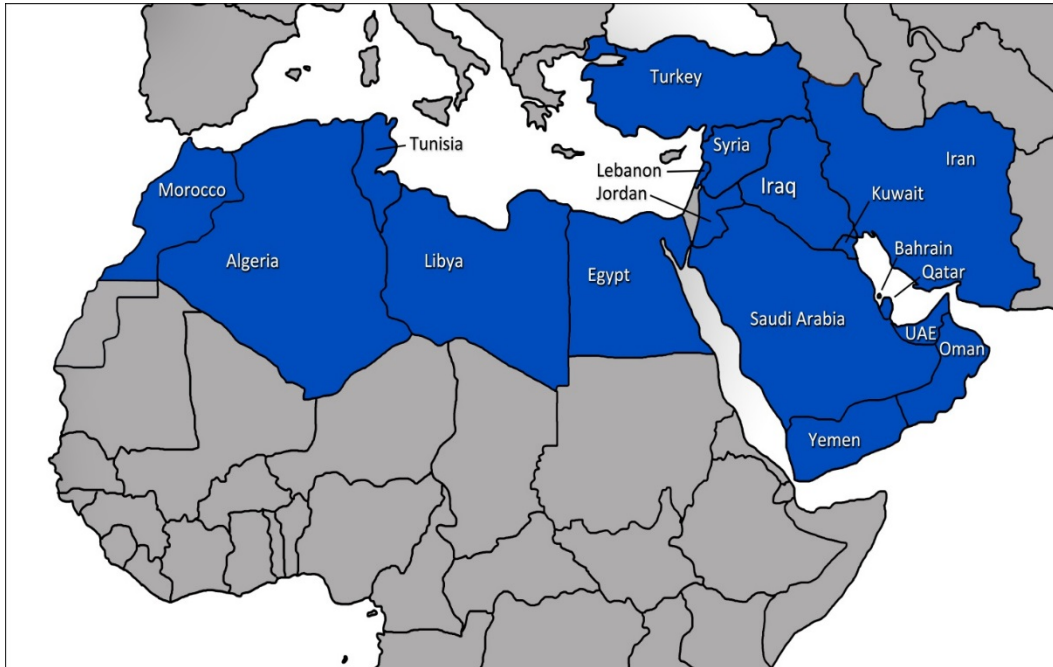 Turkey
Tunisia
Syria
Iran
Lebanon
Morocco
Jordan
Iraq
Kuwait
Bahrain
Algeria
Libya
Egypt
Qatar
Saudi Arabia
UAE
Oman
Yemen